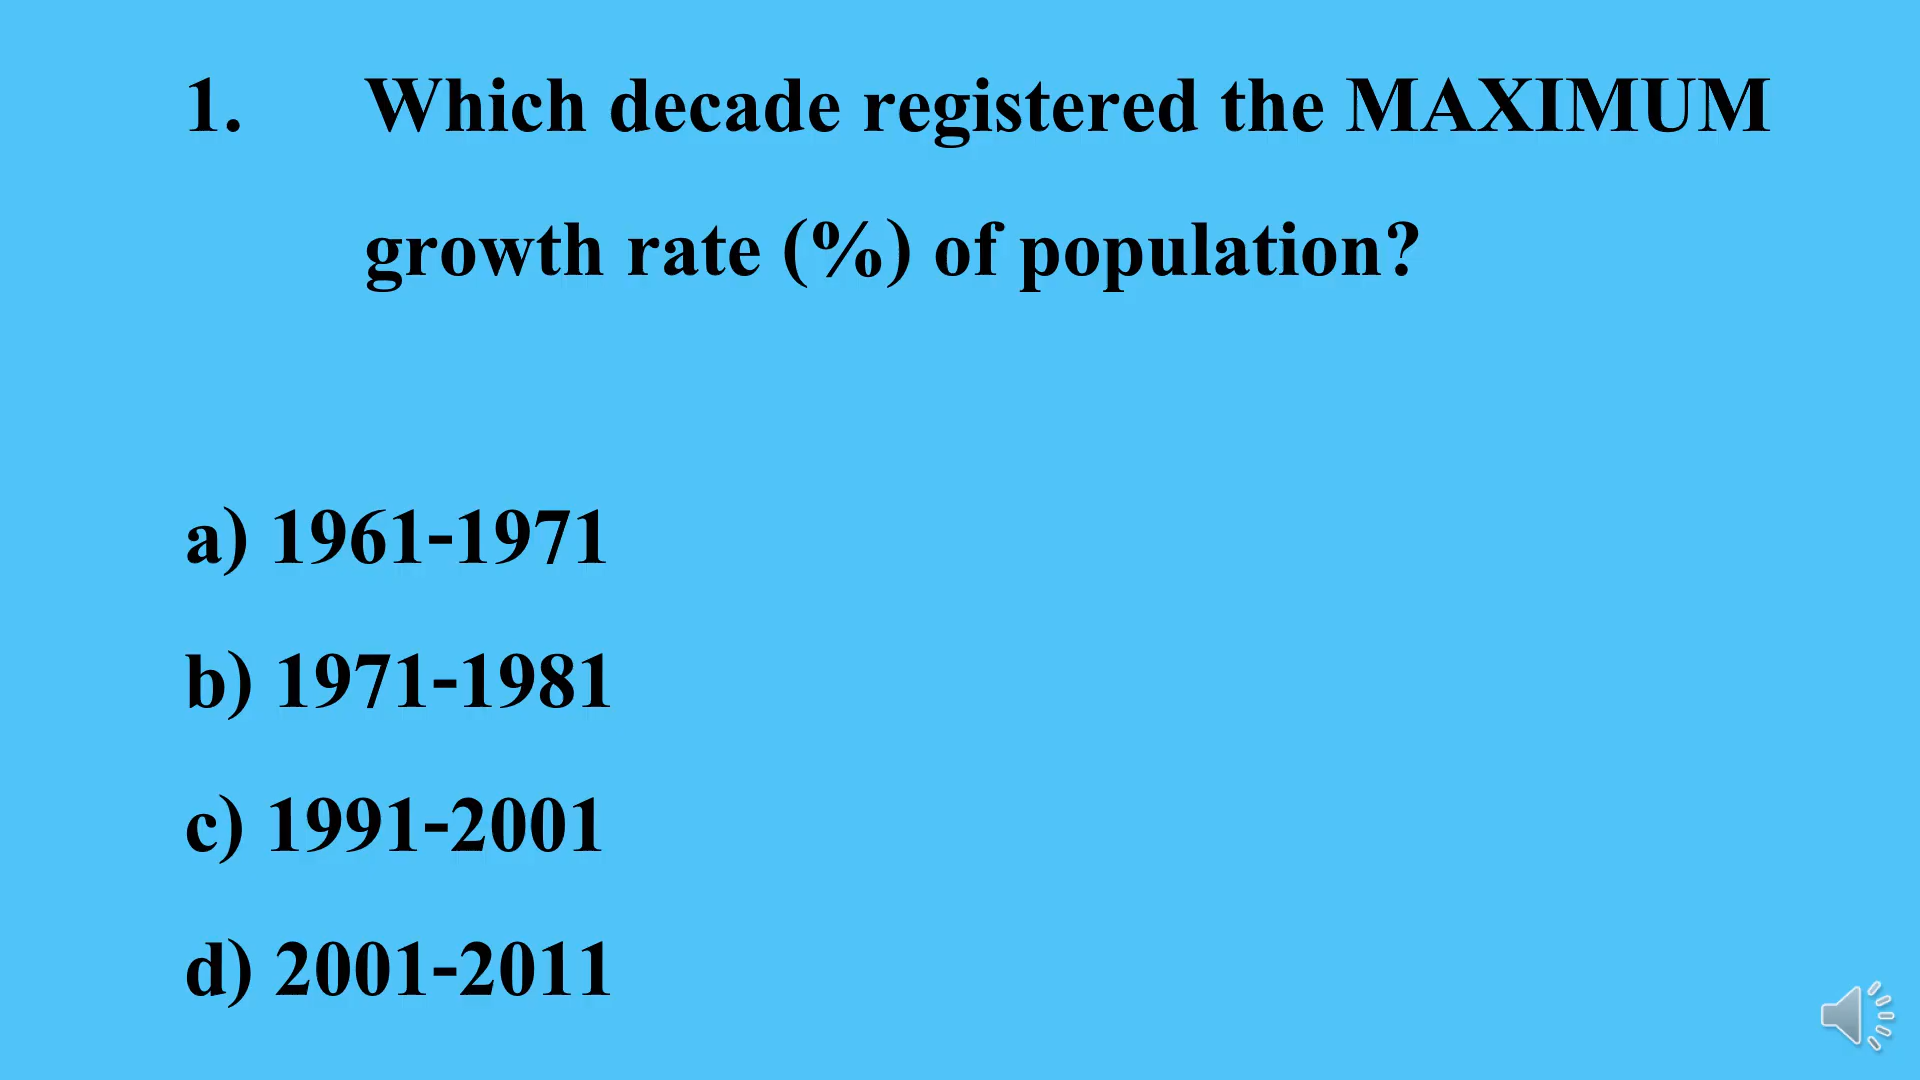 1. Which decade registered the MAXIMUM
growth rate (%) of population?
a) 1961-1971
b) 1971-1981
c) 1991-2001
d) 2001-2011